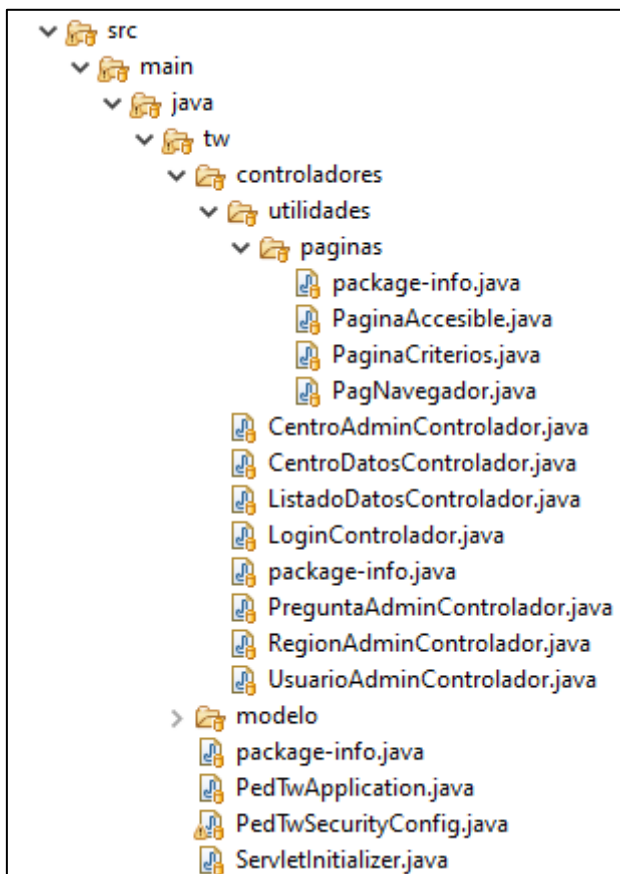 src
main
java
tw
controladores
utilidades
paginas
package-info.java
PaginaAccesible.java
PaginaCriterios.java
PagNavegador.java
CentroAdminControlador.java
CentroDatosControlador.java
ListadoDatosControlador.java
LoginControlador.java
package-info.java
PreguntaAdminControlador.java
RegionAdminControlador.java
UsuarioAdminControlador.java
modelo
package-info.java
PedTwApplication.java
PedTwSecurityConfig.java
ServletInitializer.java